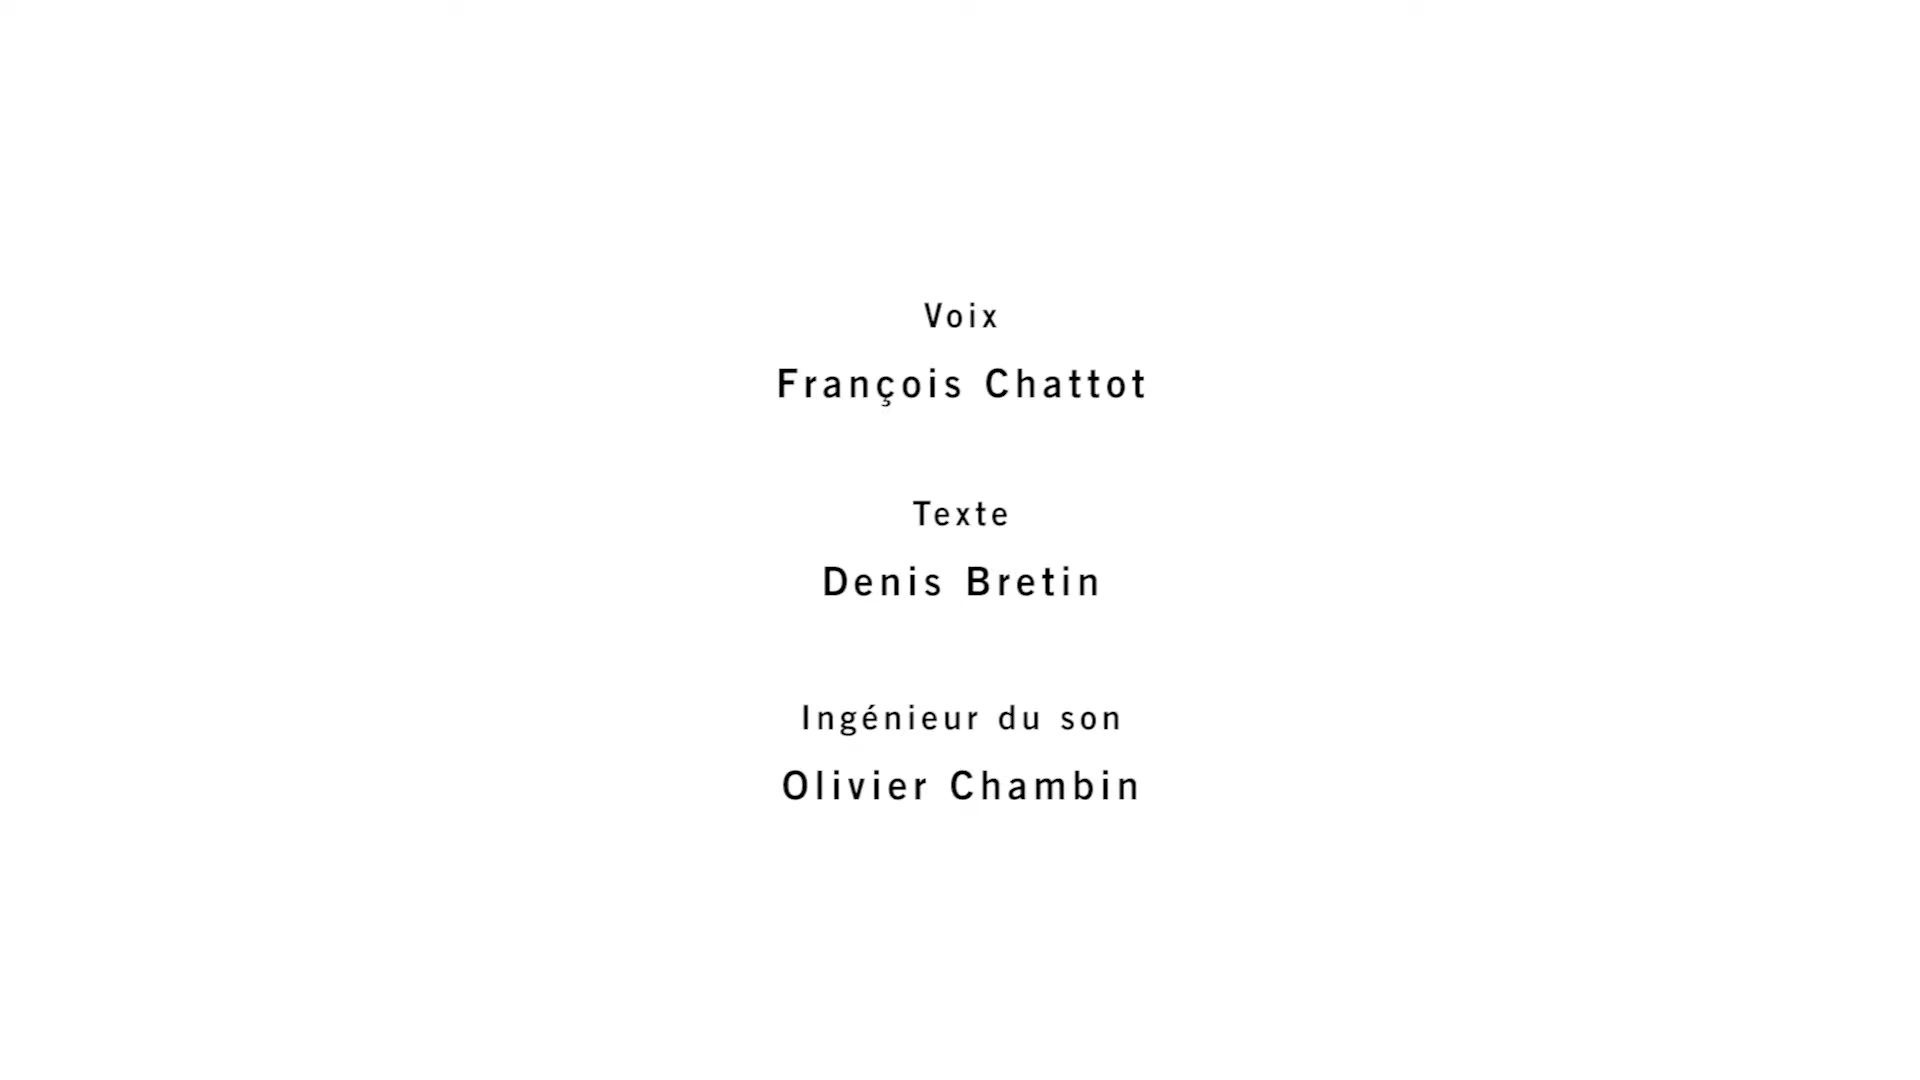 Voix
François Chattot
Texte
Denis Bretin
Ingénieur du son
Olivier Chambin